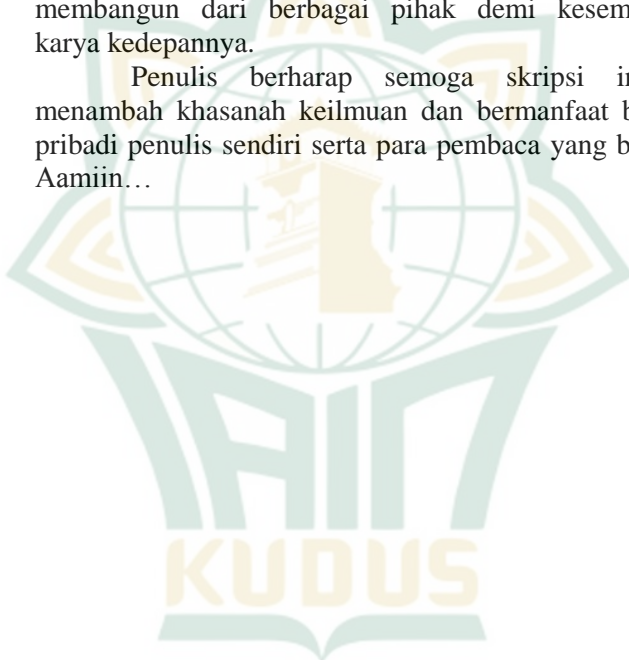 membangun dari berbagai pihak demi kesem
karya kedepannya.
Penulis berharap semoga skripsi in
menambah khasanah keilmuan dan bermanfaat b
pribadi penulis sendiri serta para pembaca yang b
Aamiin…
IAIN
KUDUS